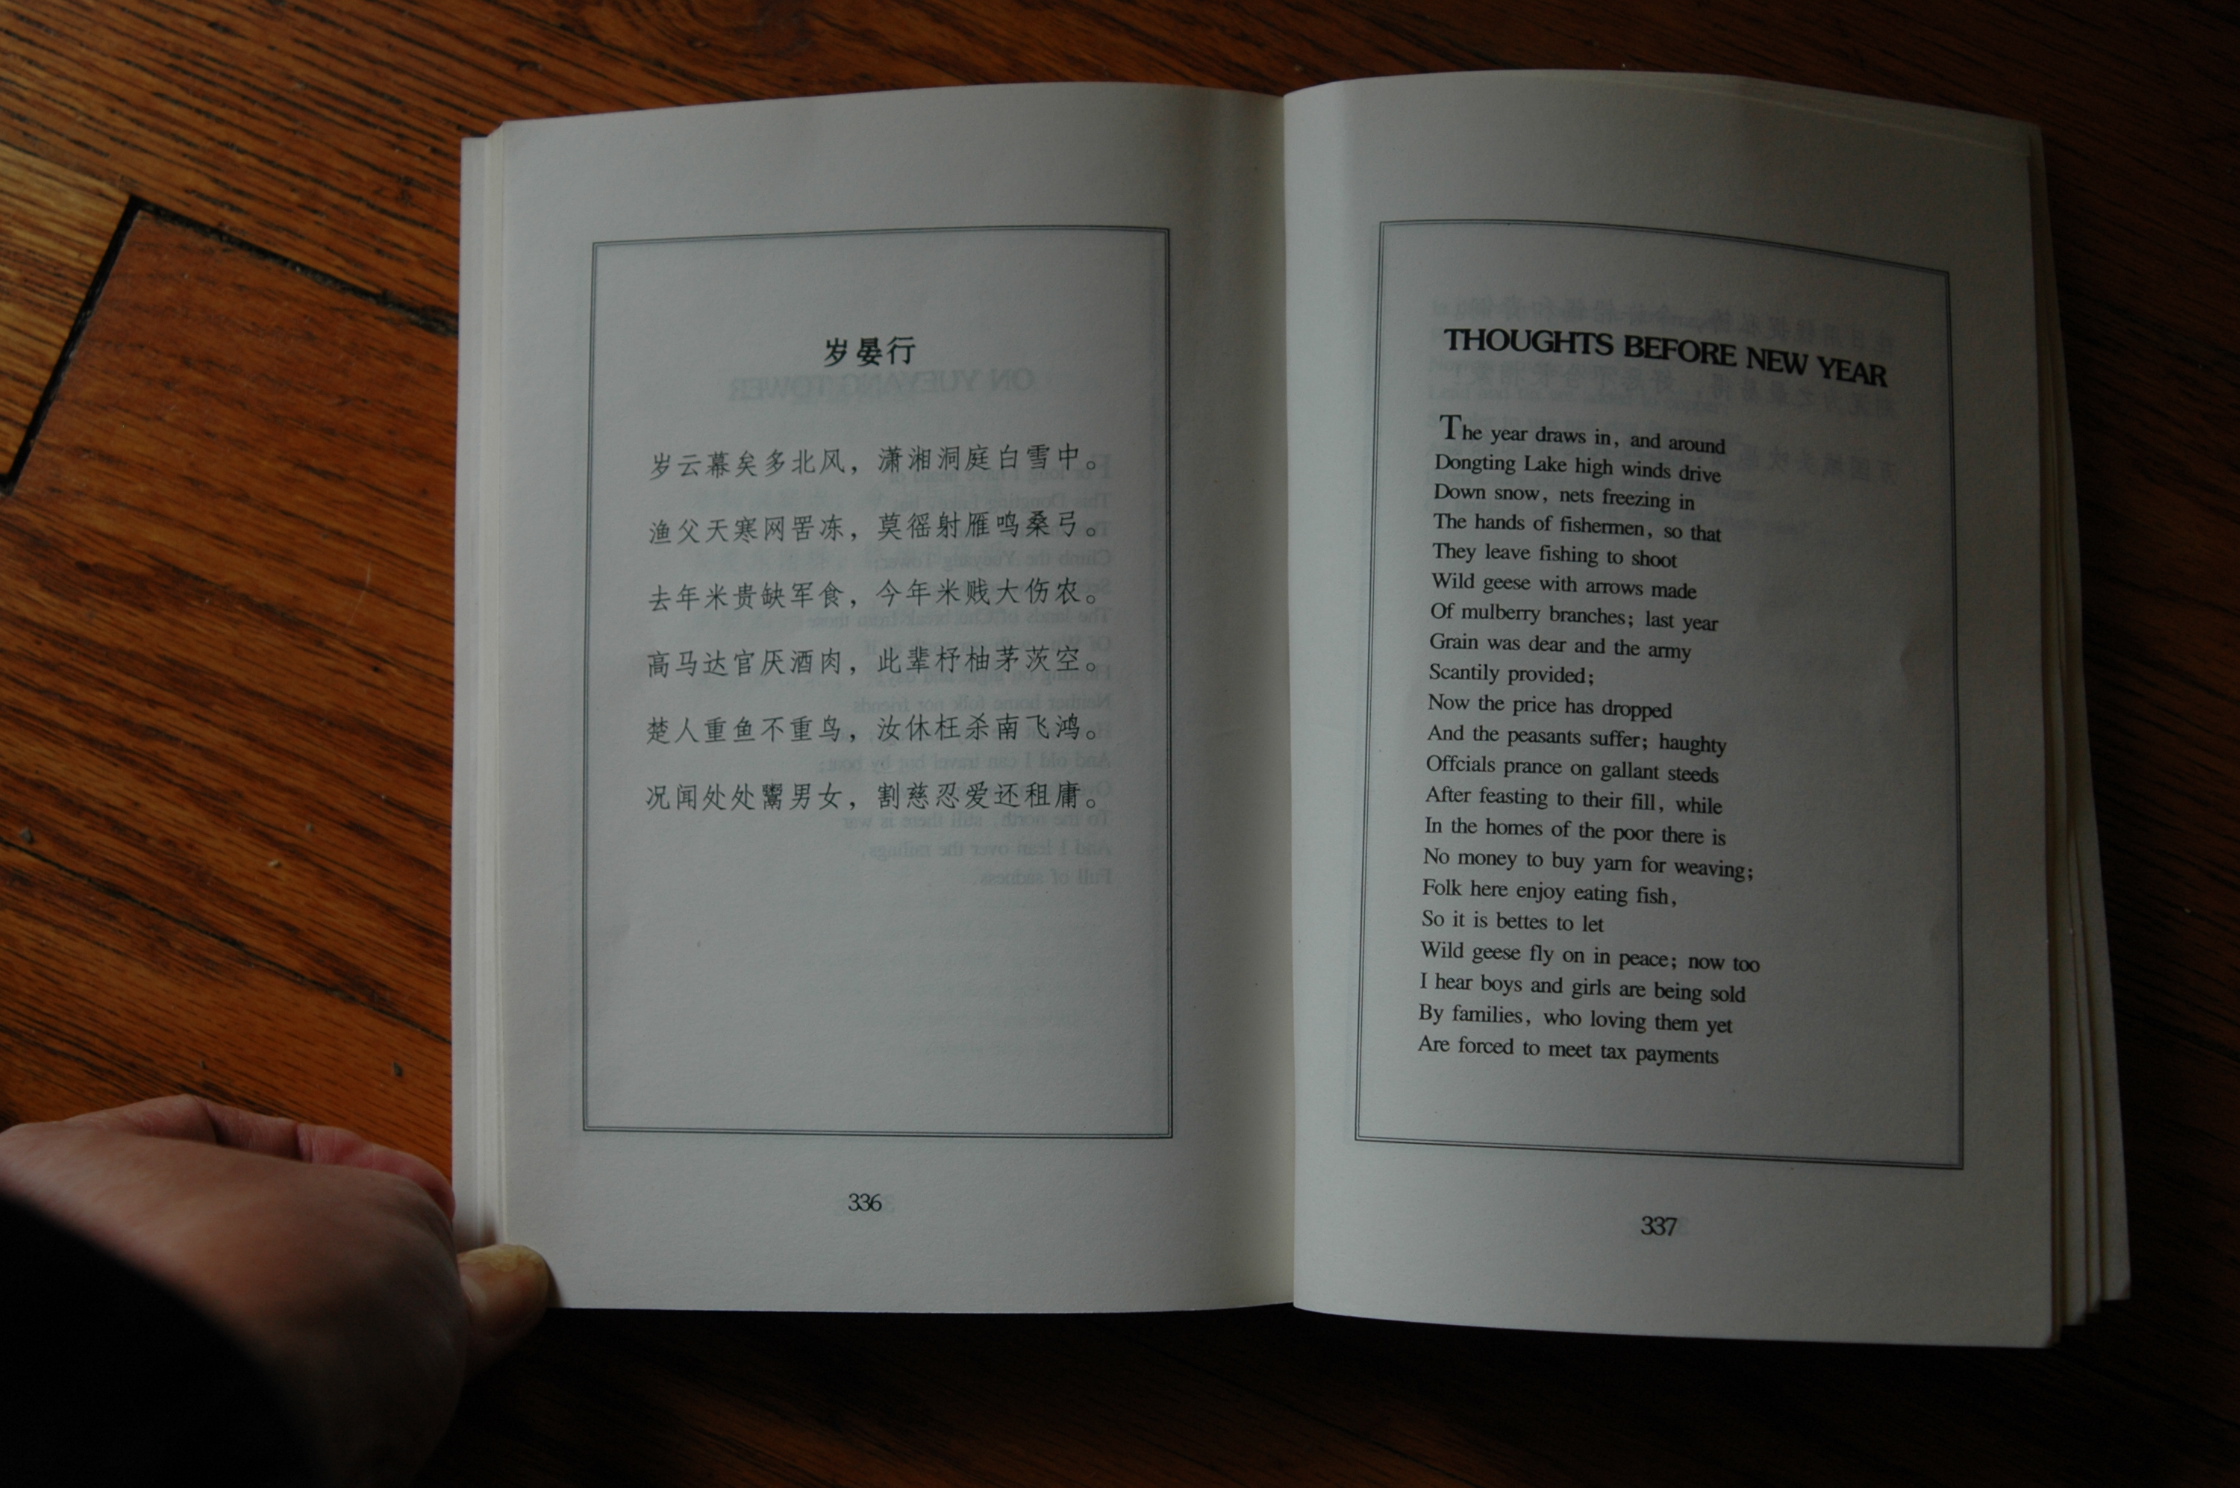 岁晏行
岁云暮矣多北风，潇湘洞庭白雪中。
渔父天寒网罟冻，莫徭射雁鸣桑弓。
去年米贵缺军食，今年米贱大伤农。
高马达官厌酒肉，此辈杼柚茅茨空。
楚人重鱼不重鸟，汝休枉杀南飞鸿。
况闻处处鬻男女，割慈忍爱还租庸。
336
THOUGHTS BEFORE NEW YEAR
The year draws in, and around
Dongting Lake high winds drive
Down snow, nets freezing in
The hands of fishermen, so that
They leave fishing to shoot
Wild geese with arrows made
Of mulberry branches; last year
Grain was dear and the army
Scantily provided;
Now the price has dropped
And the peasants suffer; haughty
Offcials prance on gallant steeds
After feasting to their fill, while
In the homes of the poor there is
No money to buy yarn for weaving;
Folk here enjoy eating fish,
So it is bettes to let
Wild geese fly on in peace; now too
I hear boys and girls are being sold
By families, who loving them yet
Are forced to meet tax payments
337